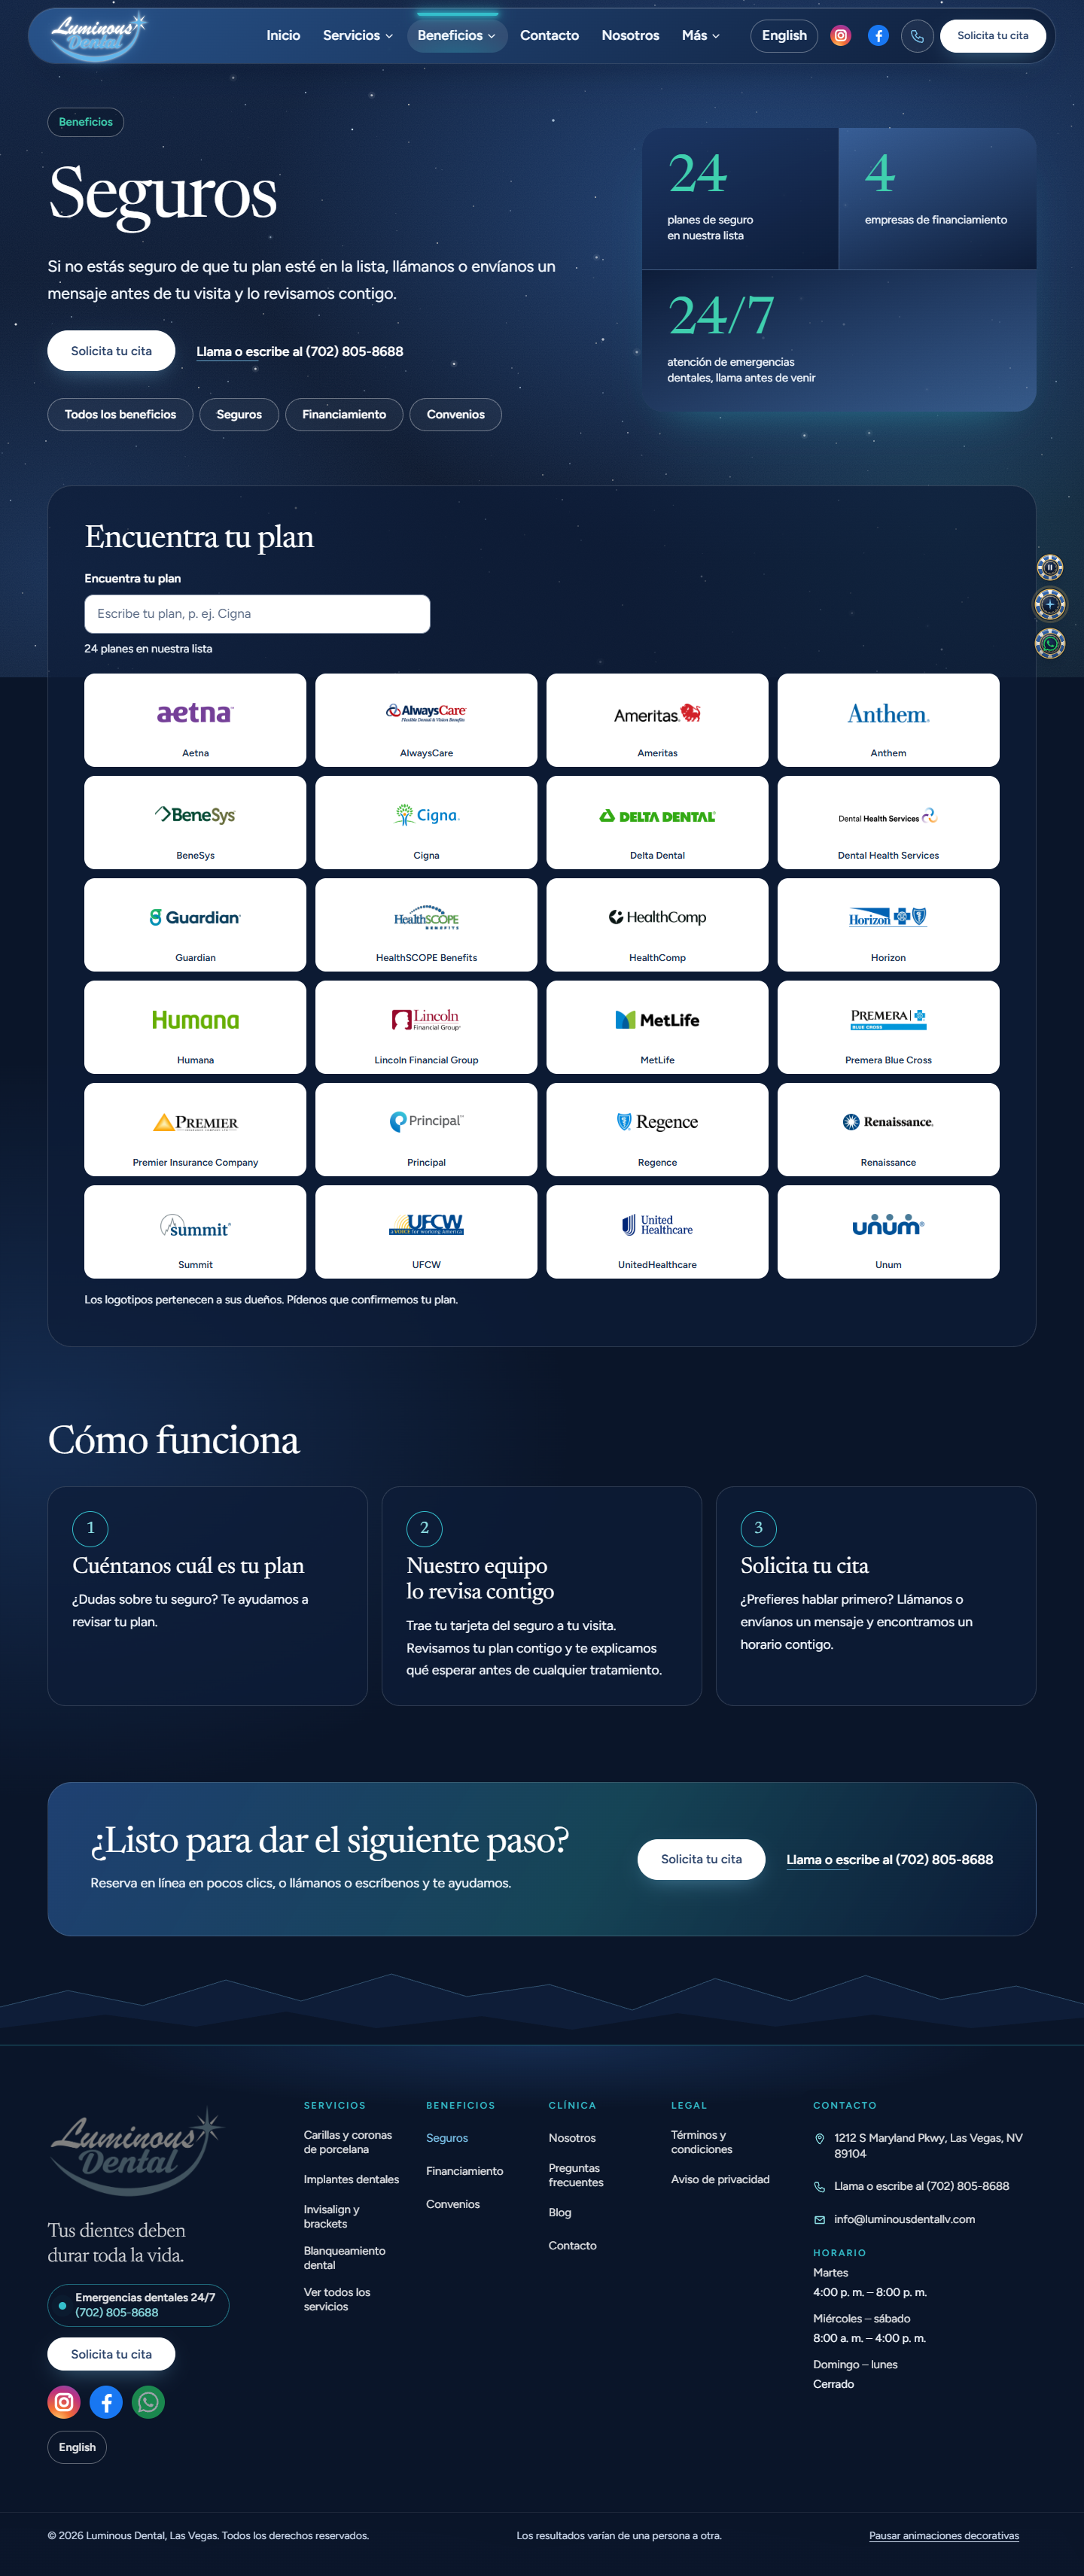 Luminous Dental
Inicio
Servicios
Beneficios
Contacto
Nosotros
Más
English
Solicita tu cita
Beneficios
Seguros
Si no estás seguro de que tu plan esté en la lista, llámanos o envíanos un
mensaje antes de tu visita y lo revisamos contigo.
Solicita tu cita
Llama o escribe al (702) 805-8688
Todos los beneficios
Seguros
Financiamiento
Convenios
24
planes de seguro
en nuestra lista
4
empresas de financiamiento
24/7
atención de emergencias
dentales, llama antes de venir
Encuentra tu plan
Encuentra tu plan
Escribe tu plan, p. ej. Cigna
24 planes en nuestra lista
aetna
Aetna
AlwaysCare
Flexible Dental & Vision Benefits
AlwaysCare
Ameritas
Ameritas
Anthem
Anthem
BeneSys
BeneSys
Cigna
Cigna
DELTA DENTAL
Delta Dental
Dental Health Services
Dental Health Services
Guardian
Guardian
HealthSCOPE
BENEFITS
HealthSCOPE Benefits
HealthComp
HealthComp
Horizon
Horizon
Humana
Humana
Lincoln
Financial Group
Lincoln Financial Group
MetLife
MetLife
PREMERA
BLUE CROSS
Premera Blue Cross
PREMIER
Premier Insurance Company
Principal
Principal
Regence
Regence
Renaissance
Renaissance
summit
Summit
UFCW
a VOICE for working America
UFCW
United
Healthcare
UnitedHealthcare
unum
Unum
Los logotipos pertenecen a sus dueños. Pídenos que confirmemos tu plan.
Cómo funciona
1
Cuéntanos cuál es tu plan
¿Dudas sobre tu seguro? Te ayudamos a
revisar tu plan.
2
Nuestro equipo
lo revisa contigo
Trae tu tarjeta del seguro a tu visita.
Revisamos tu plan contigo y te explicamos
qué esperar antes de cualquier tratamiento.
3
Solicita tu cita
¿Prefieres hablar primero? Llámanos o
envíanos un mensaje y encontramos un
horario contigo.
¿Listo para dar el siguiente paso?
Reserva en línea en pocos clics, o llámanos o escríbenos y te ayudamos.
Solicita tu cita
Llama o escribe al (702) 805-8688
Luminous
Dental
Tus dientes deben
durar toda la vida.
Emergencias dentales 24/7
(702) 805-8688
Solicita tu cita
English
SERVICIOS
Carillas y coronas
de porcelana
Implantes dentales
Invisalign y
brackets
Blanqueamiento
dental
Ver todos los
servicios
BENEFICIOS
Seguros
Financiamiento
Convenios
CLÍNICA
Nosotros
Preguntas
frecuentes
Blog
Contacto
LEGAL
Términos y
condiciones
Aviso de privacidad
CONTACTO
1212 S Maryland Pkwy, Las Vegas, NV
89104
Llama o escribe al (702) 805-8688
info@luminousdentallv.com
HORARIO
Martes
4:00 p. m. – 8:00 p. m.
Miércoles – sábado
8:00 a. m. – 4:00 p. m.
Domingo – lunes
Cerrado
© 2026 Luminous Dental, Las Vegas. Todos los derechos reservados.
Los resultados varían de una persona a otra.
Pausar animaciones decorativas